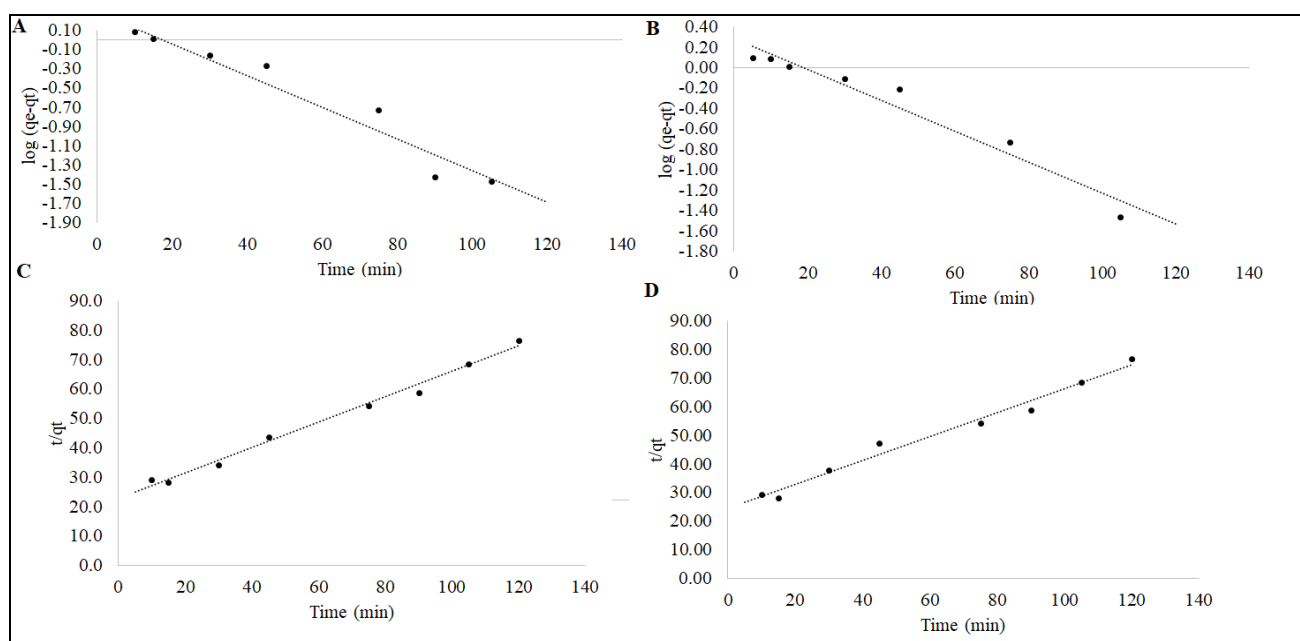 A
0.10
-0.10
-0.30
-0.50
-0.70
-0.90
-1.10
-1.30
-1.50
-1.70
-1.90
log (qe-qt)
0 20 40 60 80 100 120 140
Time (min)
B
0.40
0.20
0.00
-0.20
-0.40
-0.60
-0.80
-1.00
-1.20
-1.40
-1.60
-1.80
log (qe-qt)
0 20 40 60 80 100 120 140
Time (min)
C
90.0
80.0
70.0
60.0
50.0
40.0
30.0
20.0
10.0
0.0
t/qt
0 20 40 60 80 100 120 140
Time (min)
D
90.00
80.00
70.00
60.00
50.00
40.00
30.00
20.00
10.00
0.00
t/qt
0 20 40 60 80 100 120 140
Time (min)